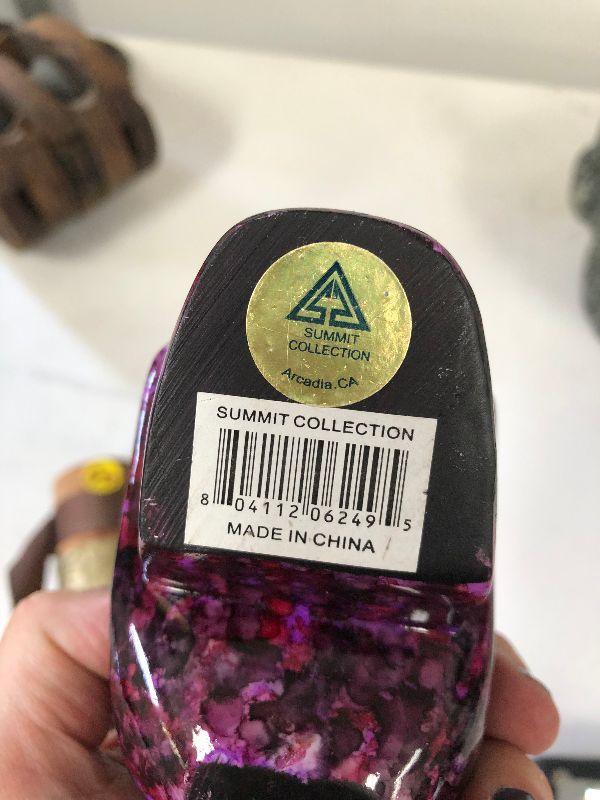 SUMMIT
COLLECTION
Arcadia, CA
SUMMIT COLLECTION
8 04112 06249 5
MADE IN CHINA